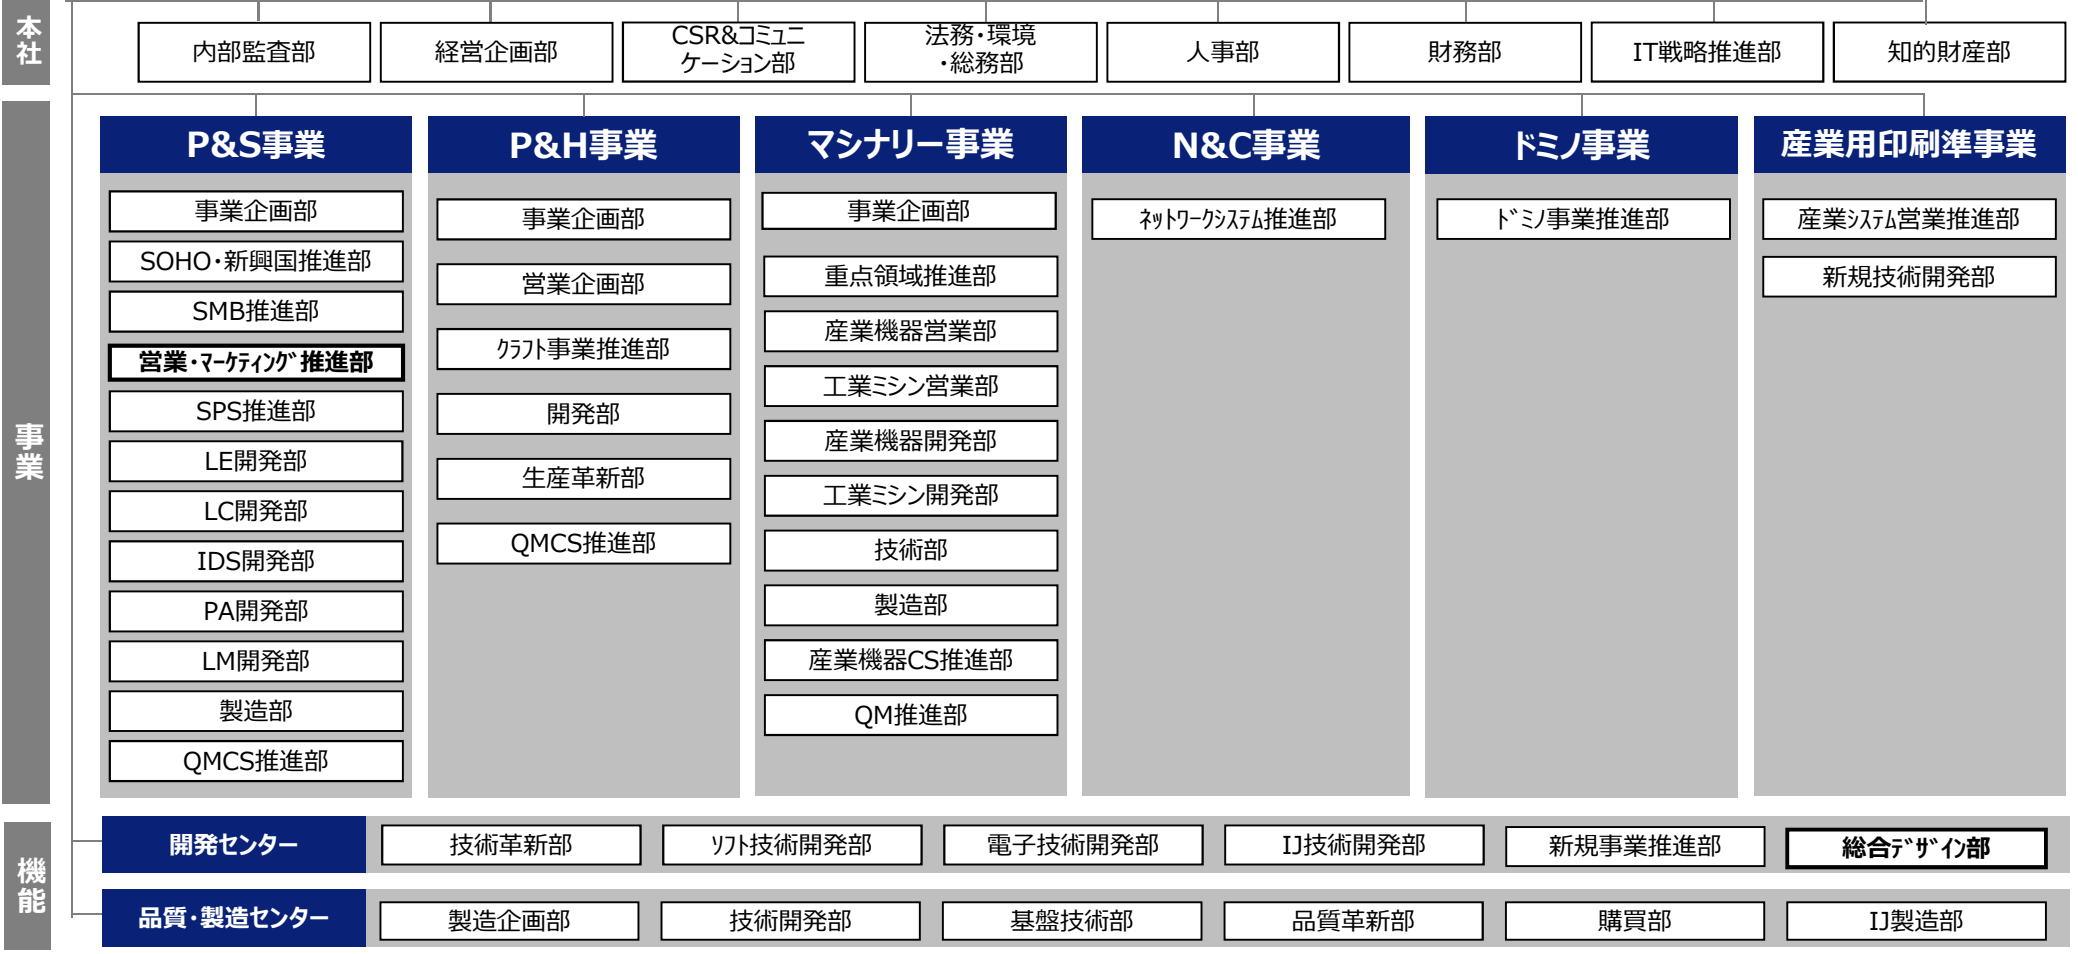 本社
内部監査部
経営企画部
CSR&コミュニ
ケーション部
法務・環境
・総務部
人事部
財務部
IT戦略推進部
知的財産部
事業
P&S事業
事業企画部
SOHO・新興国推進部
SMB推進部
営業・マーケティング推進部
SPS推進部
LE開発部
LC開発部
IDS開発部
PA開発部
LM開発部
製造部
QMCS推進部
P&H事業
事業企画部
営業企画部
クラフト事業推進部
開発部
生産革新部
QMCS推進部
マシナリー事業
事業企画部
重点領域推進部
産業機器営業部
工業ミシン営業部
産業機器開発部
工業ミシン開発部
技術部
製造部
産業機器CS推進部
QM推進部
N&C事業
ネットワークシステム推進部
ドミノ事業
ドミノ事業推進部
産業用印刷準事業
産業システム営業推進部
新規技術開発部
機能
開発センター
技術革新部
ソフト技術開発部
電子技術開発部
IJ技術開発部
新規事業推進部
総合デザイン部
品質・製造センター
製造企画部
技術開発部
基盤技術部
品質革新部
購買部
IJ製造部